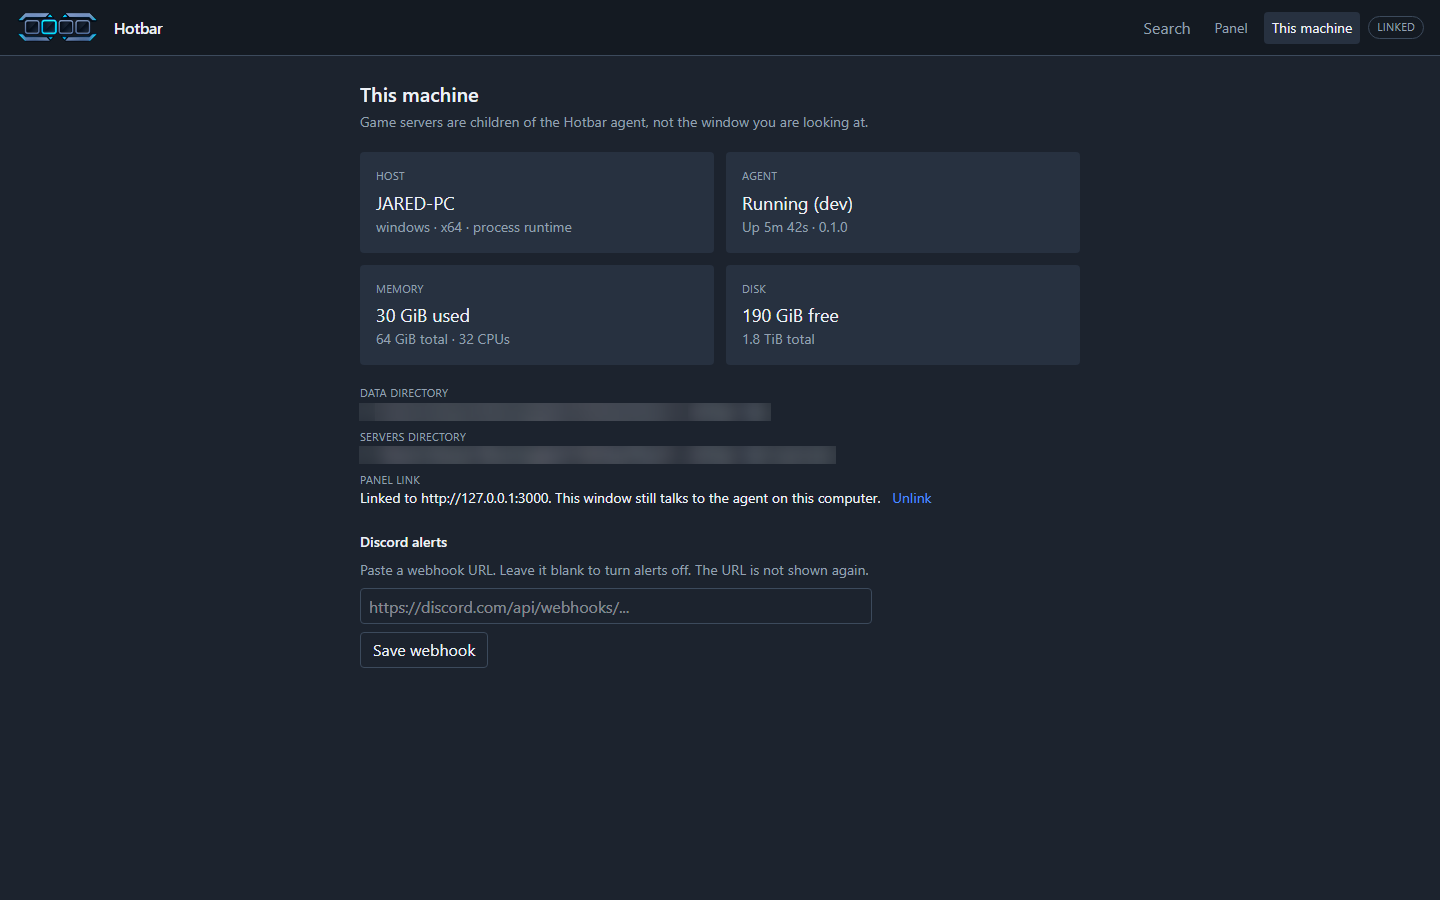 Hotbar
Search
Panel
This machine
LINKED
This machine
Game servers are children of the Hotbar agent, not the window you are looking at.
HOST
JARED-PC
windows · x64 · process runtime
AGENT
Running (dev)
Up 5m 42s · 0.1.0
MEMORY
30 GiB used
64 GiB total · 32 CPUs
DISK
190 GiB free
1.8 TiB total
DATA DIRECTORY
SERVERS DIRECTORY
PANEL LINK
Linked to http://127.0.0.1:3000. This window still talks to the agent on this computer. Unlink
Discord alerts
Paste a webhook URL. Leave it blank to turn alerts off. The URL is not shown again.
https://discord.com/api/webhooks/...
Save webhook